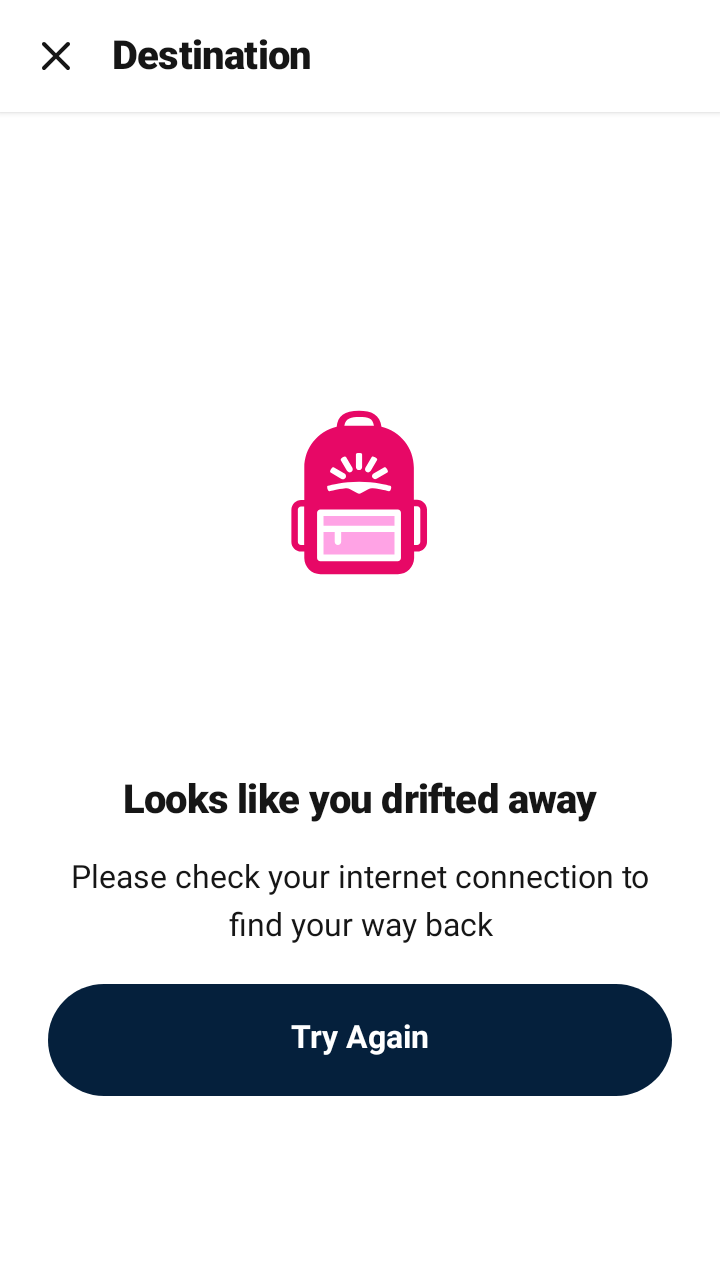 Destination
Looks like you drifted away
Please check your internet connection to
find your way back
Try Again